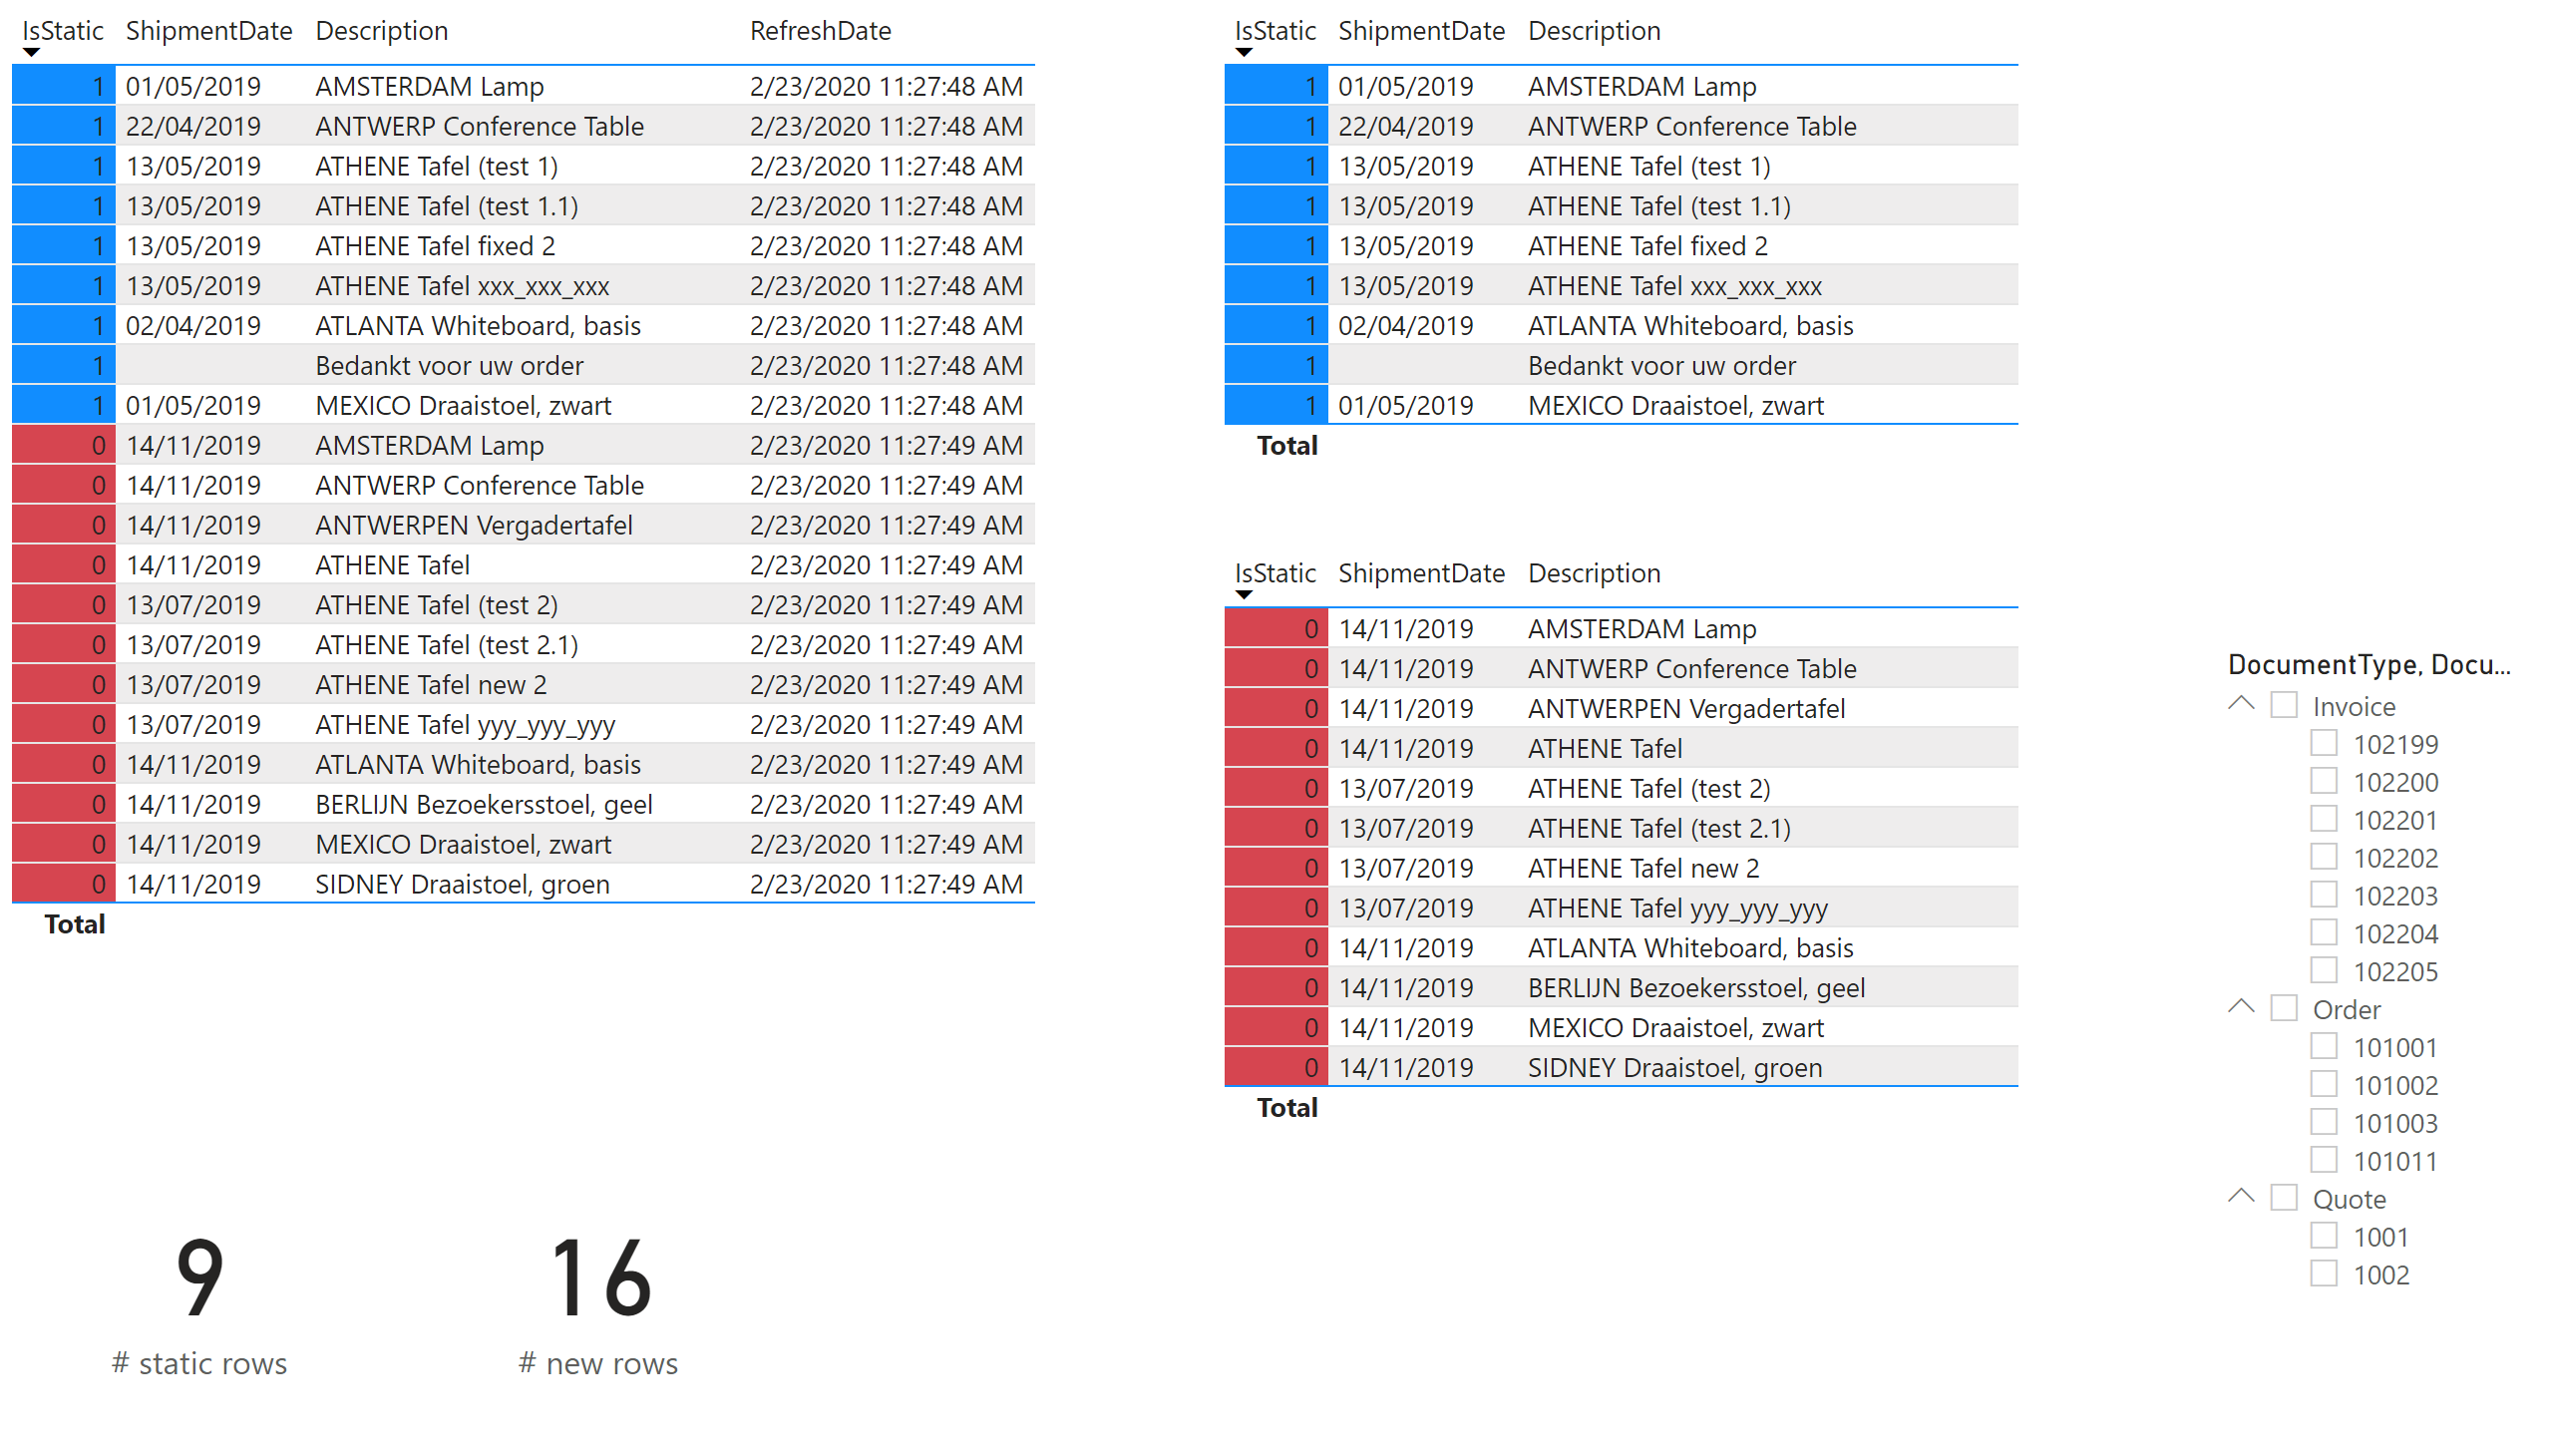 IsStatic ShipmentDate Description RefreshDate
1 01/05/2019 AMSTERDAM Lamp 2/23/2020 11:27:48 AM
1 22/04/2019 ANTWERP Conference Table 2/23/2020 11:27:48 AM
1 13/05/2019 ATHENE Tafel (test 1) 2/23/2020 11:27:48 AM
1 13/05/2019 ATHENE Tafel (test 1.1) 2/23/2020 11:27:48 AM
1 13/05/2019 ATHENE Tafel fixed 2 2/23/2020 11:27:48 AM
1 13/05/2019 ATHENE Tafel xxx_xxx_xxx 2/23/2020 11:27:48 AM
1 02/04/2019 ATLANTA Whiteboard, basis 2/23/2020 11:27:48 AM
1 Bedankt voor uw order 2/23/2020 11:27:48 AM
1 01/05/2019 MEXICO Draaistoel, zwart 2/23/2020 11:27:48 AM
0 14/11/2019 AMSTERDAM Lamp 2/23/2020 11:27:49 AM
0 14/11/2019 ANTWERP Conference Table 2/23/2020 11:27:49 AM
0 14/11/2019 ANTWERPEN Vergadertafel 2/23/2020 11:27:49 AM
0 14/11/2019 ATHENE Tafel 2/23/2020 11:27:49 AM
0 13/07/2019 ATHENE Tafel (test 2) 2/23/2020 11:27:49 AM
0 13/07/2019 ATHENE Tafel (test 2.1) 2/23/2020 11:27:49 AM
0 13/07/2019 ATHENE Tafel new 2 2/23/2020 11:27:49 AM
0 13/07/2019 ATHENE Tafel yyy_yyy_yyy 2/23/2020 11:27:49 AM
0 14/11/2019 ATLANTA Whiteboard, basis 2/23/2020 11:27:49 AM
0 14/11/2019 BERLIJN Bezoekersstoel, geel 2/23/2020 11:27:49 AM
0 14/11/2019 MEXICO Draaistoel, zwart 2/23/2020 11:27:49 AM
0 14/11/2019 SIDNEY Draaistoel, groen 2/23/2020 11:27:49 AM
Total
9
# static rows
16
# new rows
IsStatic ShipmentDate Description
1 01/05/2019 AMSTERDAM Lamp
1 22/04/2019 ANTWERP Conference Table
1 13/05/2019 ATHENE Tafel (test 1)
1 13/05/2019 ATHENE Tafel (test 1.1)
1 13/05/2019 ATHENE Tafel fixed 2
1 13/05/2019 ATHENE Tafel xxx_xxx_xxx
1 02/04/2019 ATLANTA Whiteboard, basis
1 Bedankt voor uw order
1 01/05/2019 MEXICO Draaistoel, zwart
Total
IsStatic ShipmentDate Description
0 14/11/2019 AMSTERDAM Lamp
0 14/11/2019 ANTWERP Conference Table
0 14/11/2019 ANTWERPEN Vergadertafel
0 14/11/2019 ATHENE Tafel
0 13/07/2019 ATHENE Tafel (test 2)
0 13/07/2019 ATHENE Tafel (test 2.1)
0 13/07/2019 ATHENE Tafel new 2
0 13/07/2019 ATHENE Tafel yyy_yyy_yyy
0 14/11/2019 ATLANTA Whiteboard, basis
0 14/11/2019 BERLIJN Bezoekersstoel, geel
0 14/11/2019 MEXICO Draaistoel, zwart
0 14/11/2019 SIDNEY Draaistoel, groen
Total
DocumentType, Docu...
Invoice
102199
102200
102201
102202
102203
102204
102205
Order
101001
101002
101003
101011
Quote
1001
1002